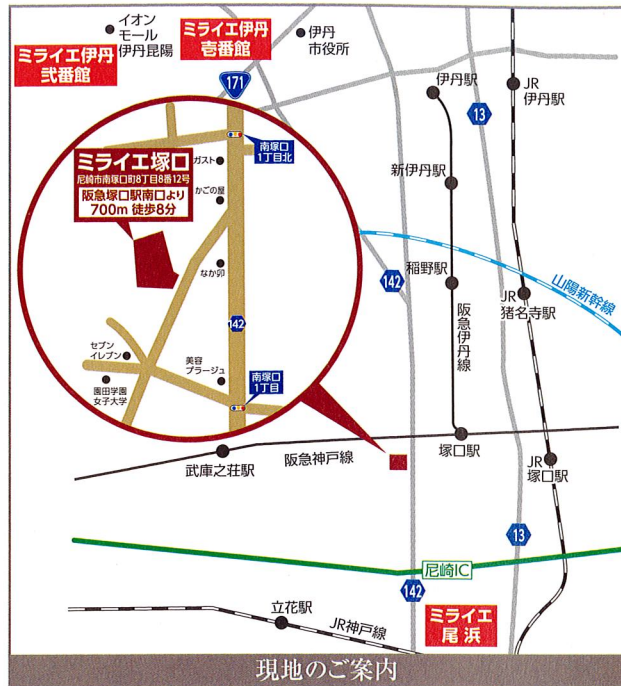 イオン
モール
伊丹昆陽
ミライエ伊丹
弐番館
ミライエ伊丹
壱番館
伊丹
市役所
171
伊丹駅
JR
伊丹駅
13
南塚口
1丁目北
ガスト
ミライエ塚口
尼崎市南塚口町8丁目8番12号
阪急塚口駅南口より
700m 徒歩8分
かごの屋
新伊丹駅
なか卯
稲野駅
142
山陽新幹線
JR
猪名寺駅
阪急伊丹線
142
セブン
イレブン
美容
プラージュ
園田学園
女子大学
南塚口
1丁目
塚口駅
武庫之荘駅
阪急神戸線
JR
塚口駅
13
尼崎IC
142
ミライエ
尾浜
立花駅
JR神戸線
現地のご案内